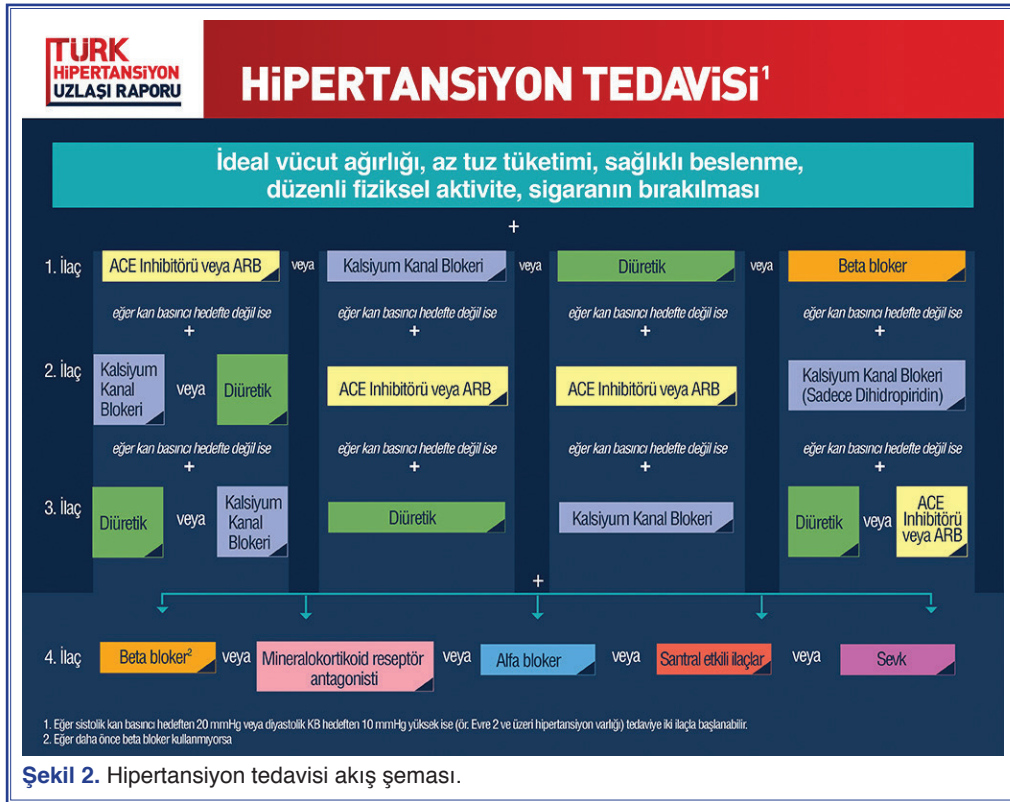 TÜRK
HİPERTANSİYON
UZLAŞI RAPORU
HİPERTANSİYON TEDAVİSİ¹
İdeal vücut ağırlığı, az tuz tüketimi, sağlıklı beslenme,
düzenli fiziksel aktivite, sigaranın bırakılması
+
1. İlaç ACE Inhibitörü veya ARB veya Kalsiyum Kanal Blokeri veya Diüretik veya Beta bloker
eğer kan basıncı hedefte değil ise eğer kan basıncı hedefte değil ise eğer kan basıncı hedefte değil ise eğer kan basıncı hedefte değil ise
+ + + +
2. İlaç Kalsiyum Kanal Blokeri veya Diüretik ACE Inhibitörü veya ARB ACE Inhibitörü veya ARB Kalsiyum Kanal Blokeri (Sadece Dihidropiridin)
eğer kan basıncı hedefte değil ise eğer kan basıncı hedefte değil ise eğer kan basıncı hedefte değil ise eğer kan basıncı hedefte değil ise
+ + + +
3. İlaç Diüretik veya Kalsiyum Kanal Blokeri Diüretik Kalsiyum Kanal Blokeri Diüretik veya ACE Inhibitörü veya ARB
+
4. İlaç Beta bloker² veya Mineralokortikoid reseptör antagonisti veya Alfa bloker veya Santral etkili ilaçlar veya Sevk
1. Eğer sistolik kan basıncı hedeften 20 mmHg veya diyastolik KB hedeften 10 mmHg yüksek ise (ör. Evre 2 ve üzeri hipertansiyon varlığı) tedaviye iki ilaçla başlanabilir.
2. Eğer daha önce beta bloker kullanmıyorsa
Şekil 2. Hipertansiyon tedavisi akış şeması.